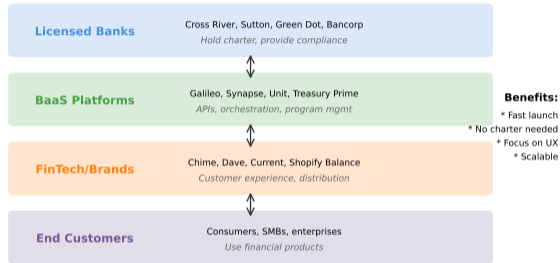 Licensed Banks
Cross River, Sutton, Green Dot, Bancorp
Hold charter, provide compliance
BaaS Platforms
Galileo, Synapse, Unit, Treasury Prime
APIs, orchestration, program mgmt
FinTech/Brands
Chime, Dave, Current, Shopify Balance
Customer experience, distribution
End Customers
Consumers, SMBs, enterprises
Use financial products
Benefits:
* Fast launch
* No charter needed
* Focus on UX
* Scalable